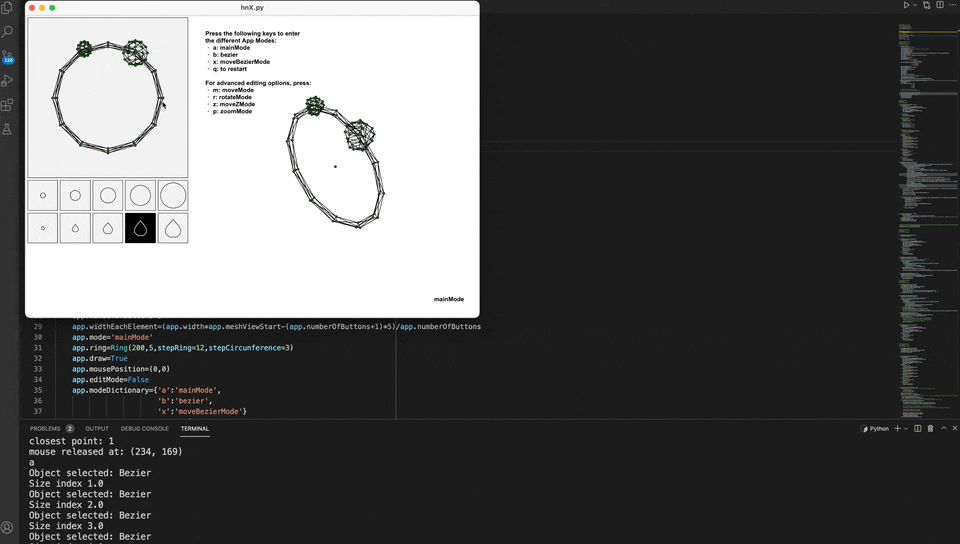 hnX.py
Press the following keys to enter
the different App Modes:
· a: mainMode
· b: bezier
· x: moveBezierMode
· q: to restart
For advanced editing options, press:
· m: moveMode
· r: rotateMode
· z: moveZMode
· p: zoomMode
mainMode
120
29 app.widthEachElement=(app.width*app.meshViewStart-(app.numberOfButtons+1)*5)/app.numberOfButtons
30 app.mode='mainMode'
31 app.ring=Ring(200,5,stepRing=12,stepCircunference=3)
32 app.draw=True
33 app.mousePosition=(0,0)
34 app.editMode=False
35 app.modeDictionary={'a':'mainMode',
36 'b':'bezier',
37 'x':'moveBezierMode'}
PROBLEMS 2 OUTPUT DEBUG CONSOLE TERMINAL Python
closest point: 1
mouse released at: (234, 169)
a
Object selected: Bezier
Size index 1.0
Object selected: Bezier
Size index 2.0
Object selected: Bezier
Size index 3.0
Object selected: Bezier